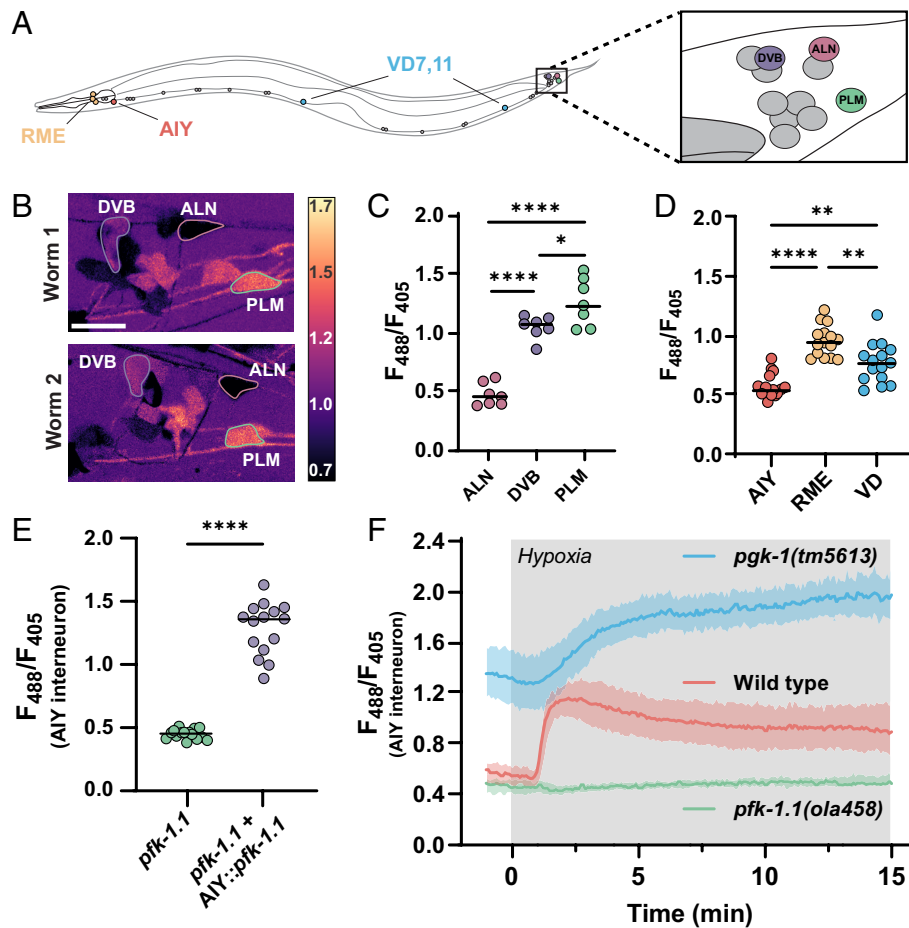 A
VD7,11
RME
AIY
DVB
ALN
PLM
B
Worm 1
DVB
ALN
PLM
Worm 2
DVB
ALN
PLM
1.7
1.5
1.2
1.0
0.7
C
F488/F405
2.0
1.5
1.0
0.5
0.0
****
****
*
ALN
DVB
PLM
D
F488/F405
2.0
1.5
1.0
0.5
0.0
**
****
**
AIY
RME
VD
E
F488/F405
(AIY interneuron)
2.0
1.5
1.0
0.5
0.0
****
pfk-1.1
pfk-1.1 +
AIY::pfk-1.1
F
F488/F405
(AIY interneuron)
2.4
2.0
1.6
1.2
0.8
0.4
0.0
Hypoxia
pgk-1(tm5613)
Wild type
pfk-1.1(ola458)
0
5
10
15
Time (min)